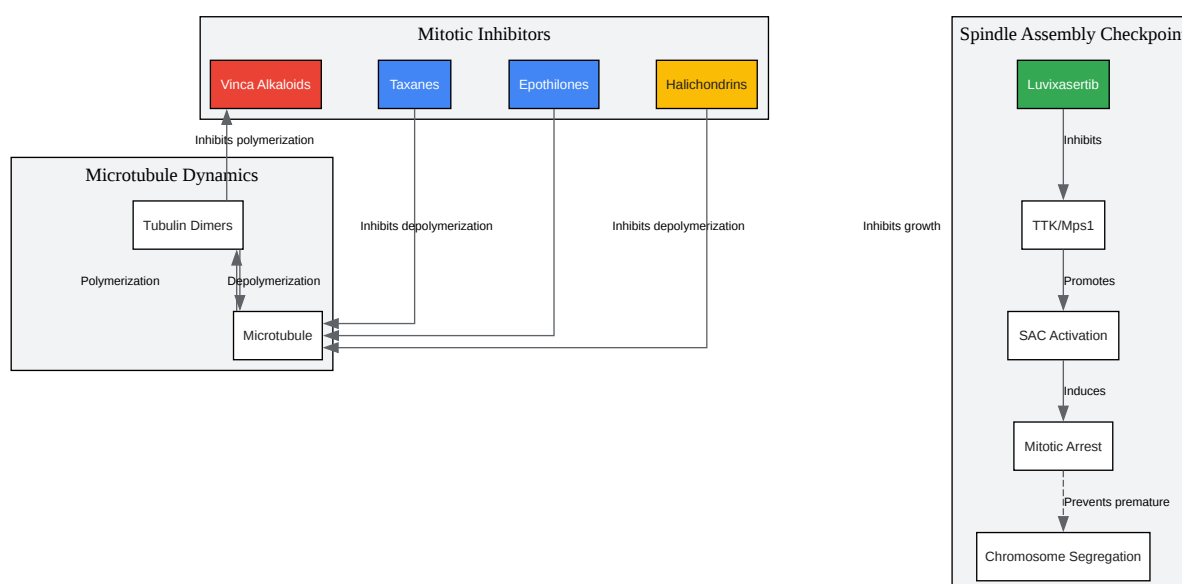 Mitotic Inhibitors
Vinca Alkaloids
Taxanes
Epothilones
Halichondrins
Inhibits polymerization
Microtubule Dynamics
Tubulin Dimers
Inhibits depolymerization
Inhibits depolymerization
Inhibits growth
Polymerization
Depolymerization
Microtubule
Spindle Assembly Checkpoint
Luvixasertib
Inhibits
TTK/Mps1
Promotes
SAC Activation
Induces
Mitotic Arrest
Prevents premature
Chromosome Segregation